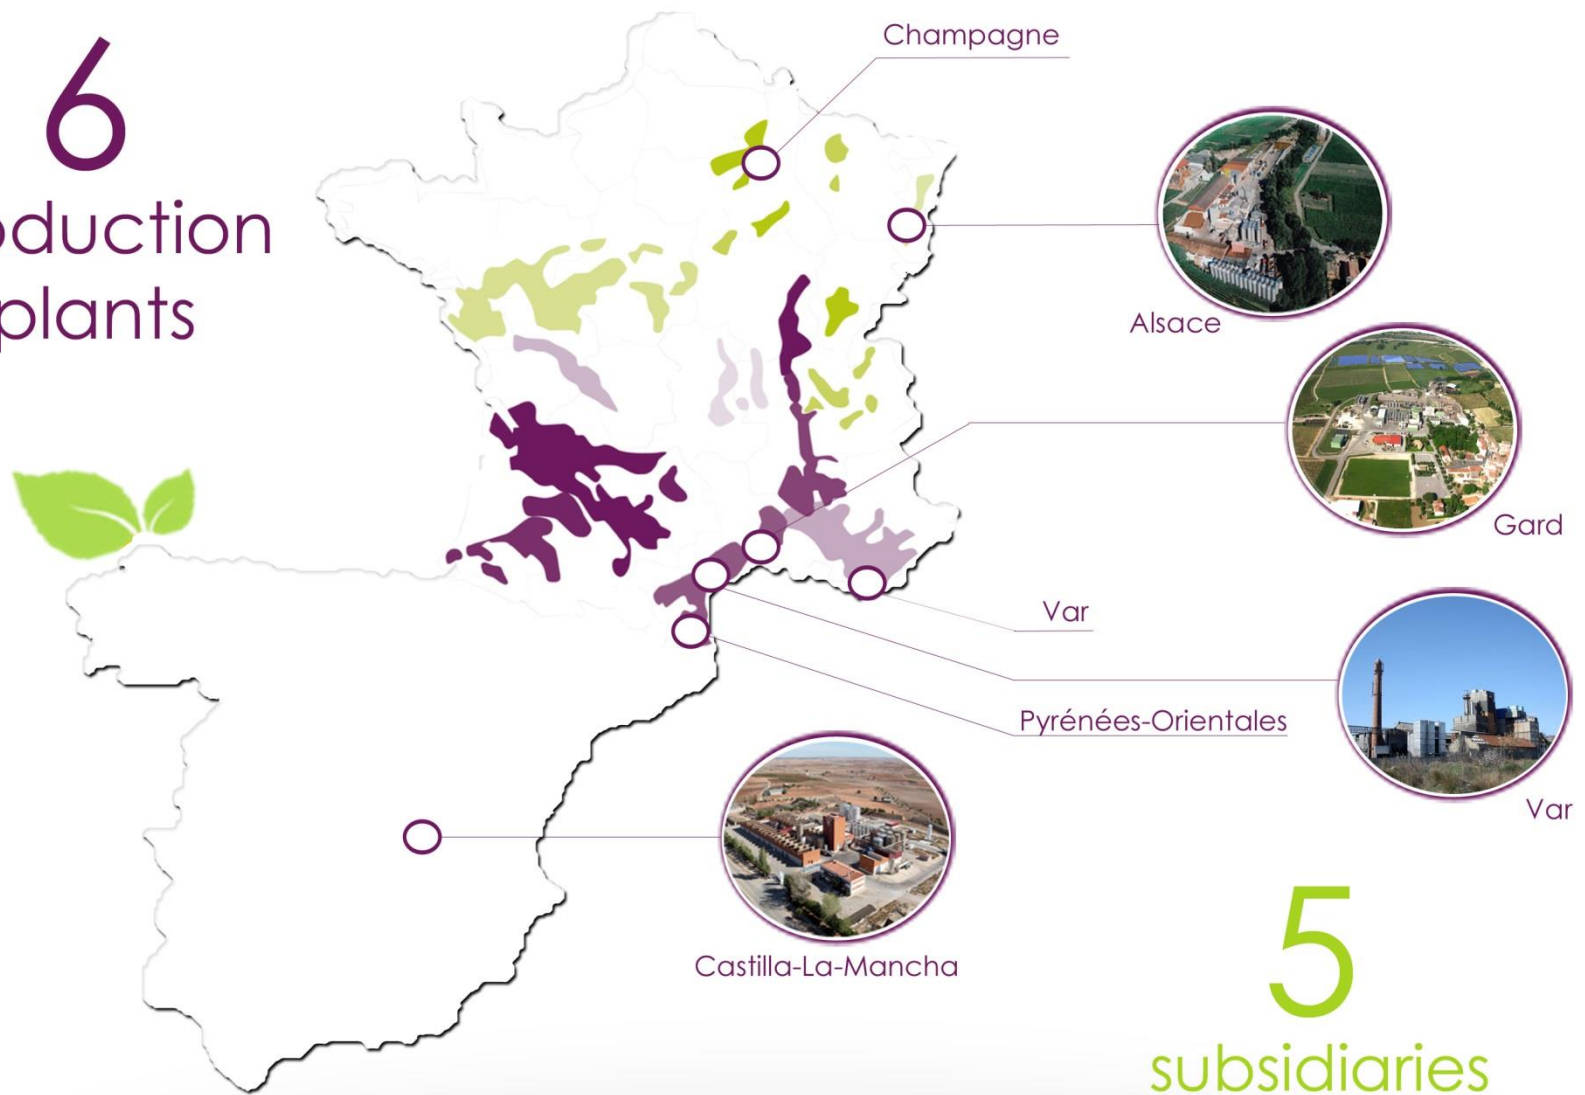 6
oduction
plants
Champagne
Alsace
Gard
Var
Pyrénées-Orientales
Var
Castilla-La-Mancha
5
subsidiaries